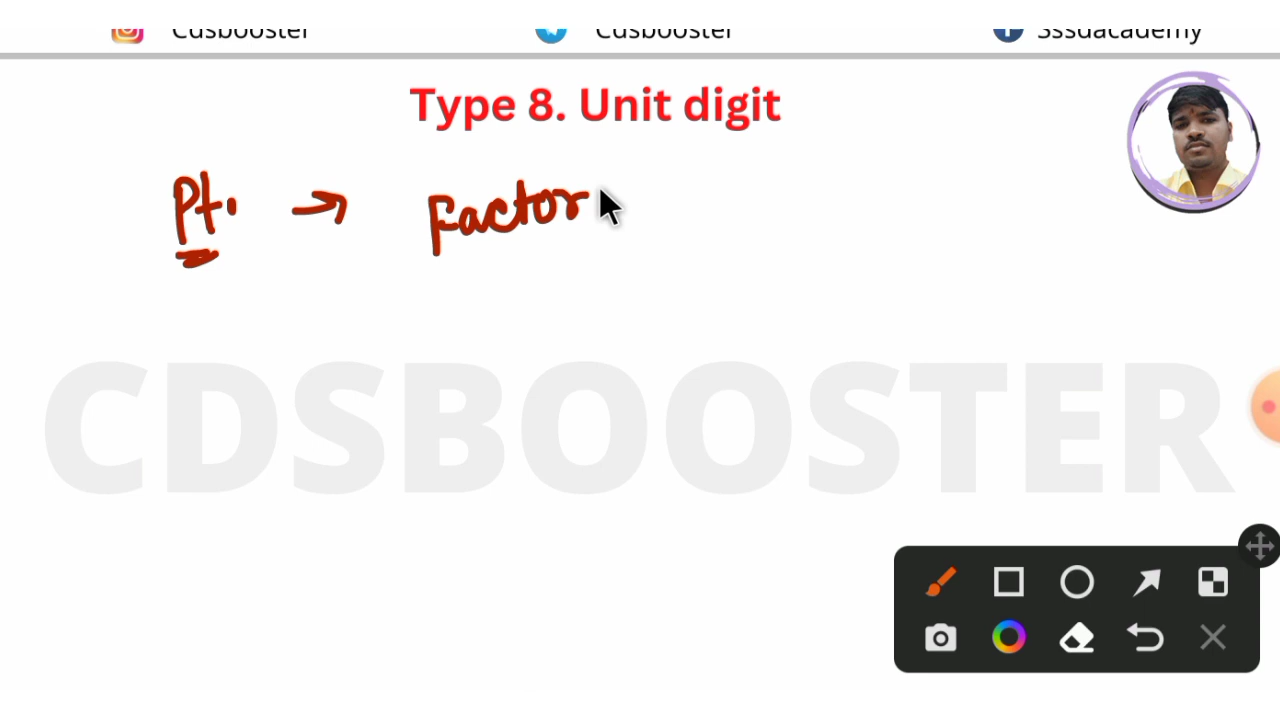 Cdsbooster Cdsbooster Sssdacademy
Type 8. Unit digit
Pt. → Factor
CDSBOOSTER